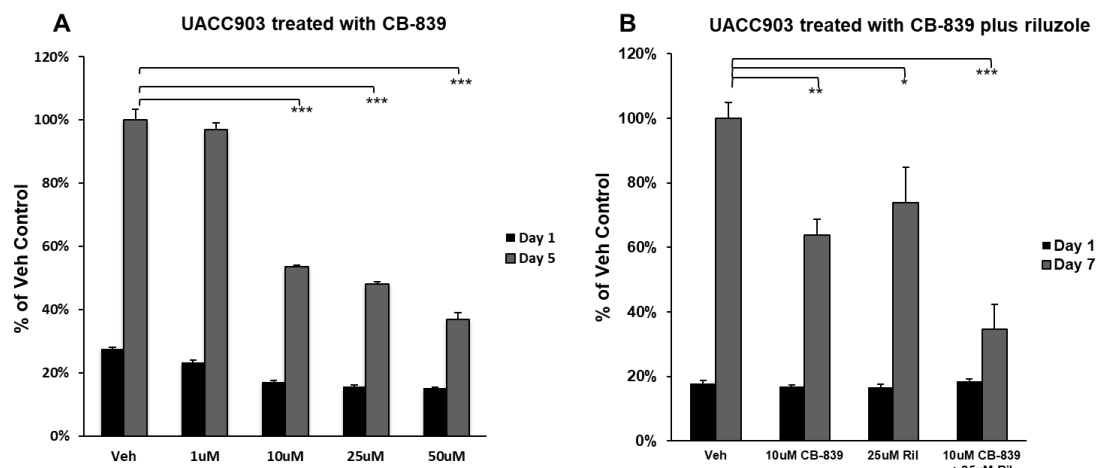 A
UACC903 treated with CB-839
120%
100%
80%
60%
40%
20%
0%
% of Veh Control
***
***
***
Day 1
Day 5
Veh
1uM
10uM
25uM
50uM
B
UACC903 treated with CB-839 plus riluzole
120%
100%
80%
60%
40%
20%
0%
% of Veh Control
**
*
***
Day 1
Day 7
Veh
10uM CB-839
25uM Ril
10uM CB-839